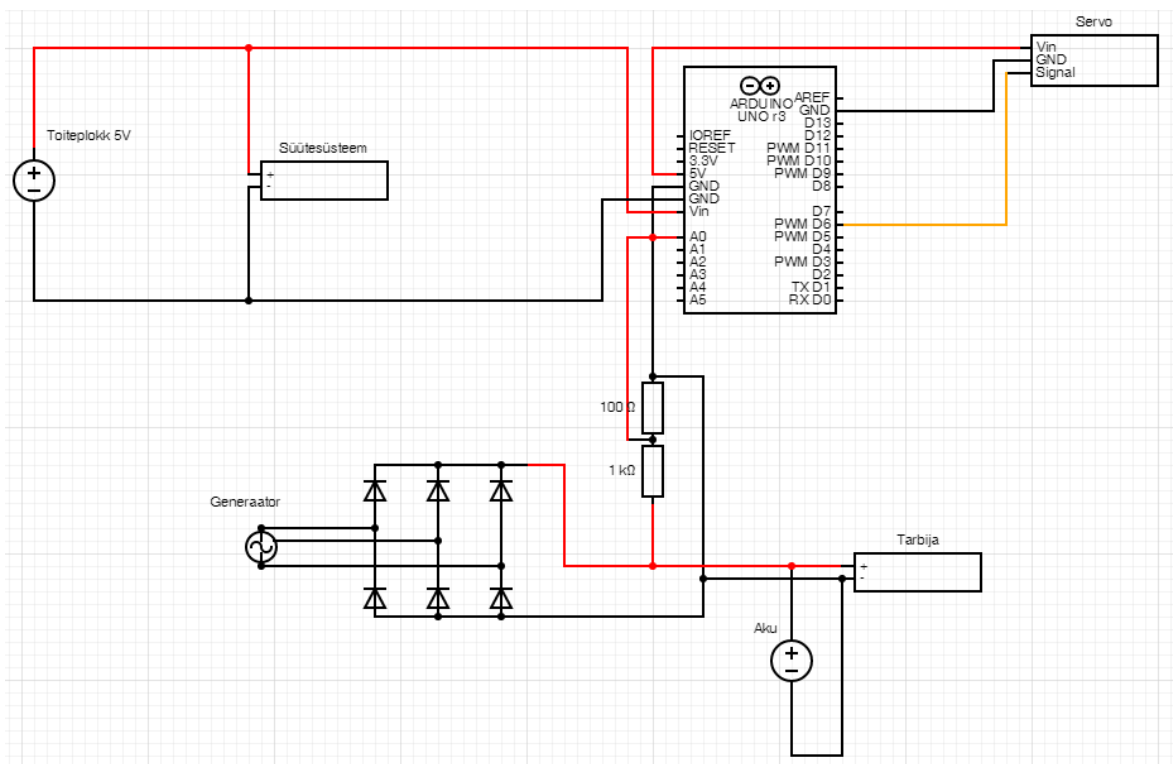 Servo
Vin
GND
Signal
Toiteplokk 5V
Süütesüsteem
+
-
ARDUINO
UNO r3
IOREF
RESET
3.3V
5V
GND
GND
Vin
A0
A1
A2
A3
A4
A5
AREF
GND
D13
D12
PWM D11
PWM D10
PWM D9
D8
D7
PWM D6
PWM D5
D4
PWM D3
D2
TX D1
RX D0
100 Ω
1 kΩ
Generaator
Tarbija
+
-
Aku